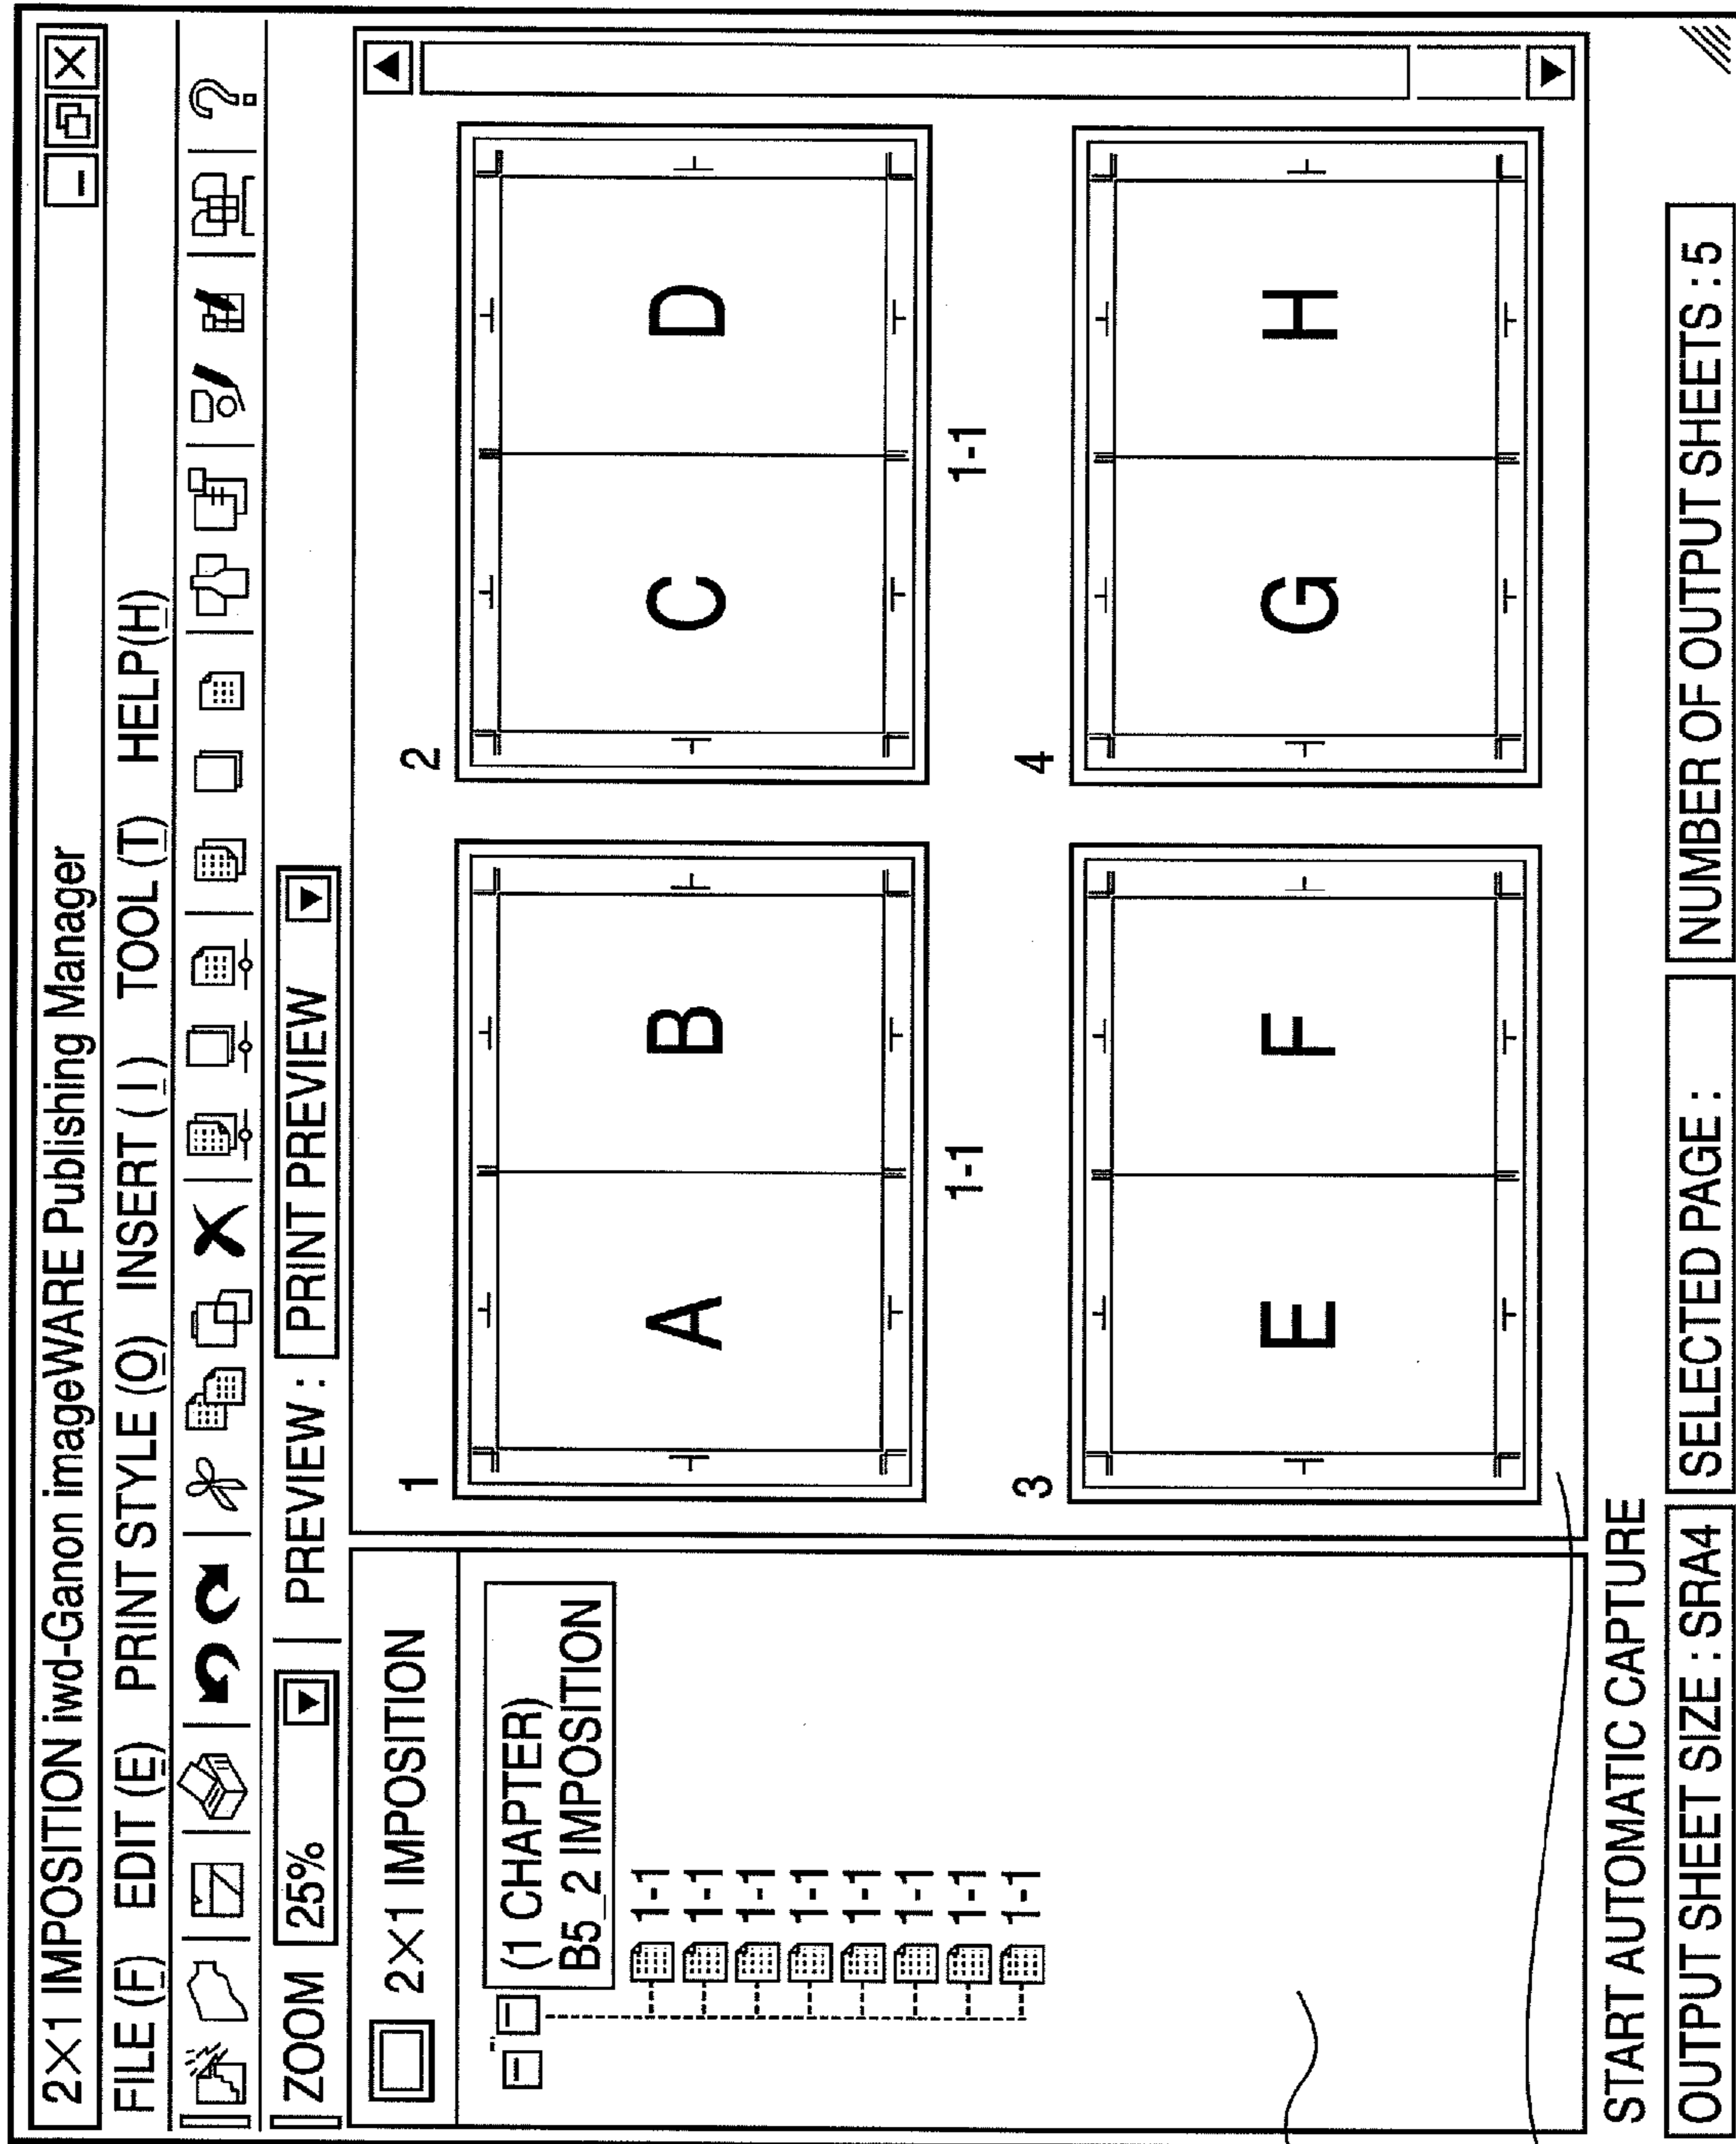 2×1 IMPOSITION iwd-Ganon imageWARE Publishing Manager
FILE (F) EDIT (E) PRINT STYLE (O) INSERT (I) TOOL (T) HELP(H)
ZOOM 25% PREVIEW : PRINT PREVIEW
2×1 IMPOSITION
(1 CHAPTER)
B5_2 IMPOSITION
1-1
1-1
1-1
1-1
1-1
1-1
1-1
1-1
1 2
A B C D
1-1 1-1
3 4
E F G H
START AUTOMATIC CAPTURE
OUTPUT SHEET SIZE : SRA4 SELECTED PAGE : NUMBER OF OUTPUT SHEETS : 5